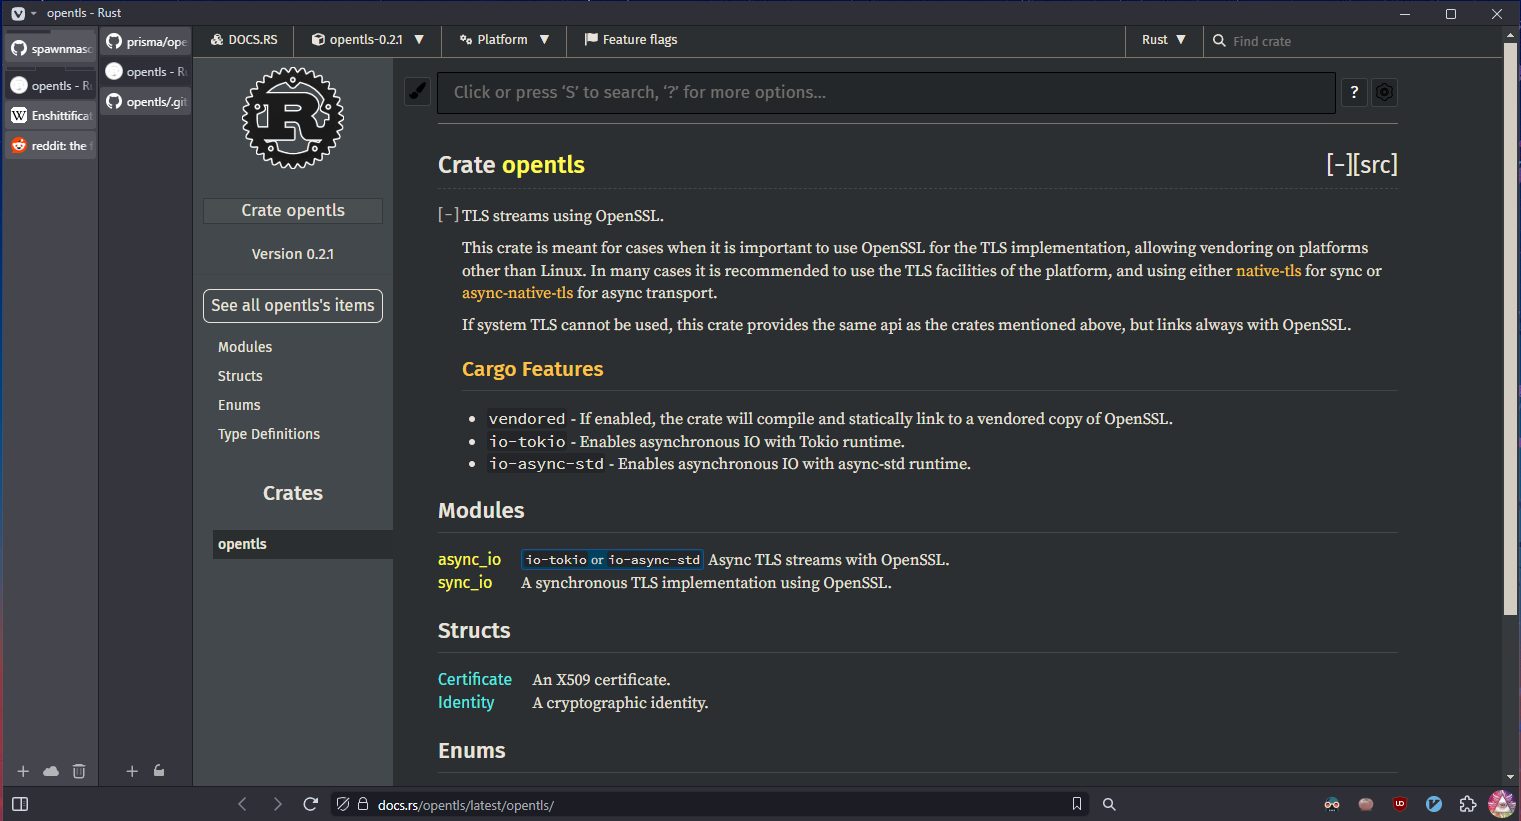 opentls - Rust
spawnmasc
opentls - Ru
Enshittificat
reddit: the f
prisma/ope
opentls - Ru
opentls/.git
DOCS.RS
opentls-0.2.1
Platform
Feature flags
Rust
Find crate
Click or press ‘S’ to search, ‘?’ for more options…
?
Crate opentls
Version 0.2.1
See all opentls's items
Modules
Structs
Enums
Type Definitions
Crates
opentls
Crate opentls
[−][src]
[−] TLS streams using OpenSSL.
This crate is meant for cases when it is important to use OpenSSL for the TLS implementation, allowing vendoring on platforms
other than Linux. In many cases it is recommended to use the TLS facilities of the platform, and using either native-tls for sync or
async-native-tls for async transport.
If system TLS cannot be used, this crate provides the same api as the crates mentioned above, but links always with OpenSSL.
Cargo Features
• vendored - If enabled, the crate will compile and statically link to a vendored copy of OpenSSL.
• io-tokio - Enables asynchronous IO with Tokio runtime.
• io-async-std - Enables asynchronous IO with async-std runtime.
Modules
async_io io-tokio or io-async-std Async TLS streams with OpenSSL.
sync_io A synchronous TLS implementation using OpenSSL.
Structs
Certificate An X509 certificate.
Identity A cryptographic identity.
Enums
docs.rs/opentls/latest/opentls/